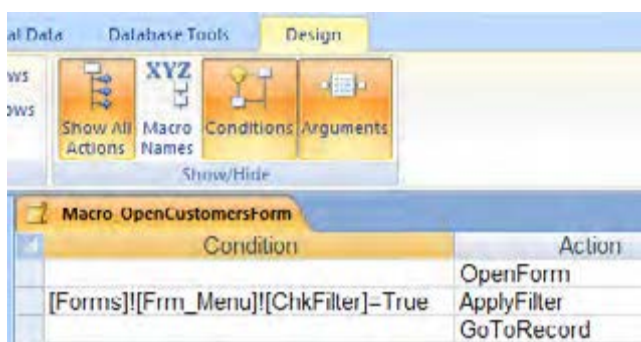 al Data Database Tools Design
ws
ows
Show All Actions
XYZ
Macro Names
Conditions
Arguments
Show/Hide
Macro_OpenCustomersForm
Condition Action
OpenForm
[Forms]![Frm_Menu]![ChkFilter]=True ApplyFilter
GoToRecord